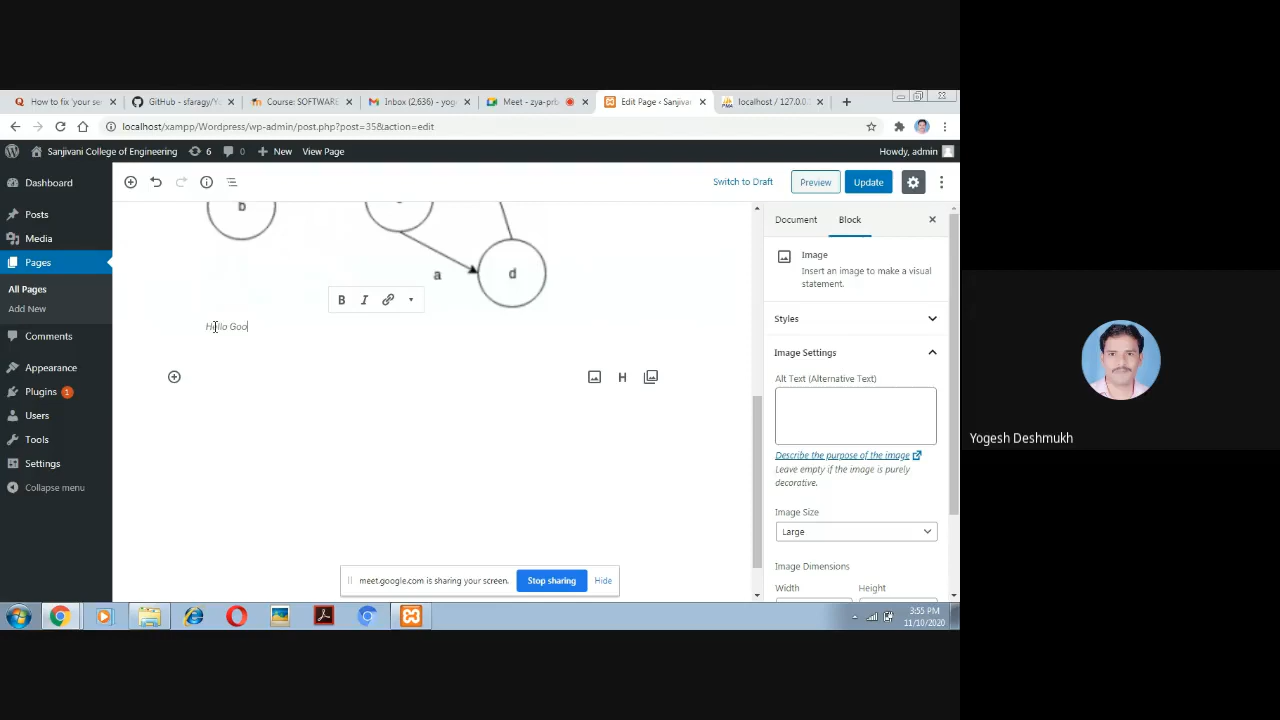 How to fix 'your se
GitHub - sfaragy/Yo
Course: SOFTWARE
Inbox (2,636) - yog
Meet - zya-prb
Edit Page ‹ Sanjiva
localhost / 127.0.0.
localhost/xampp/Wordpress/wp-admin/post.php?post=35&action=edit
Sanjivani College of Engineering
6
0
New
View Page
Howdy, admin
Dashboard
Switch to Draft
Preview
Update
Posts
Media
Pages
All Pages
Add New
Comments
Appearance
Plugins 1
Users
Tools
Settings
Collapse menu
b
a
d
B I
Hello Goo
H
Document
Block
Image
Insert an image to make a visual
statement.
Styles
Image Settings
Alt Text (Alternative Text)
Describe the purpose of the image
Leave empty if the image is purely
decorative.
Image Size
Large
Image Dimensions
Width
Height
meet.google.com is sharing your screen.
Stop sharing
Hide
3:55 PM
11/10/2020
Yogesh Deshmukh